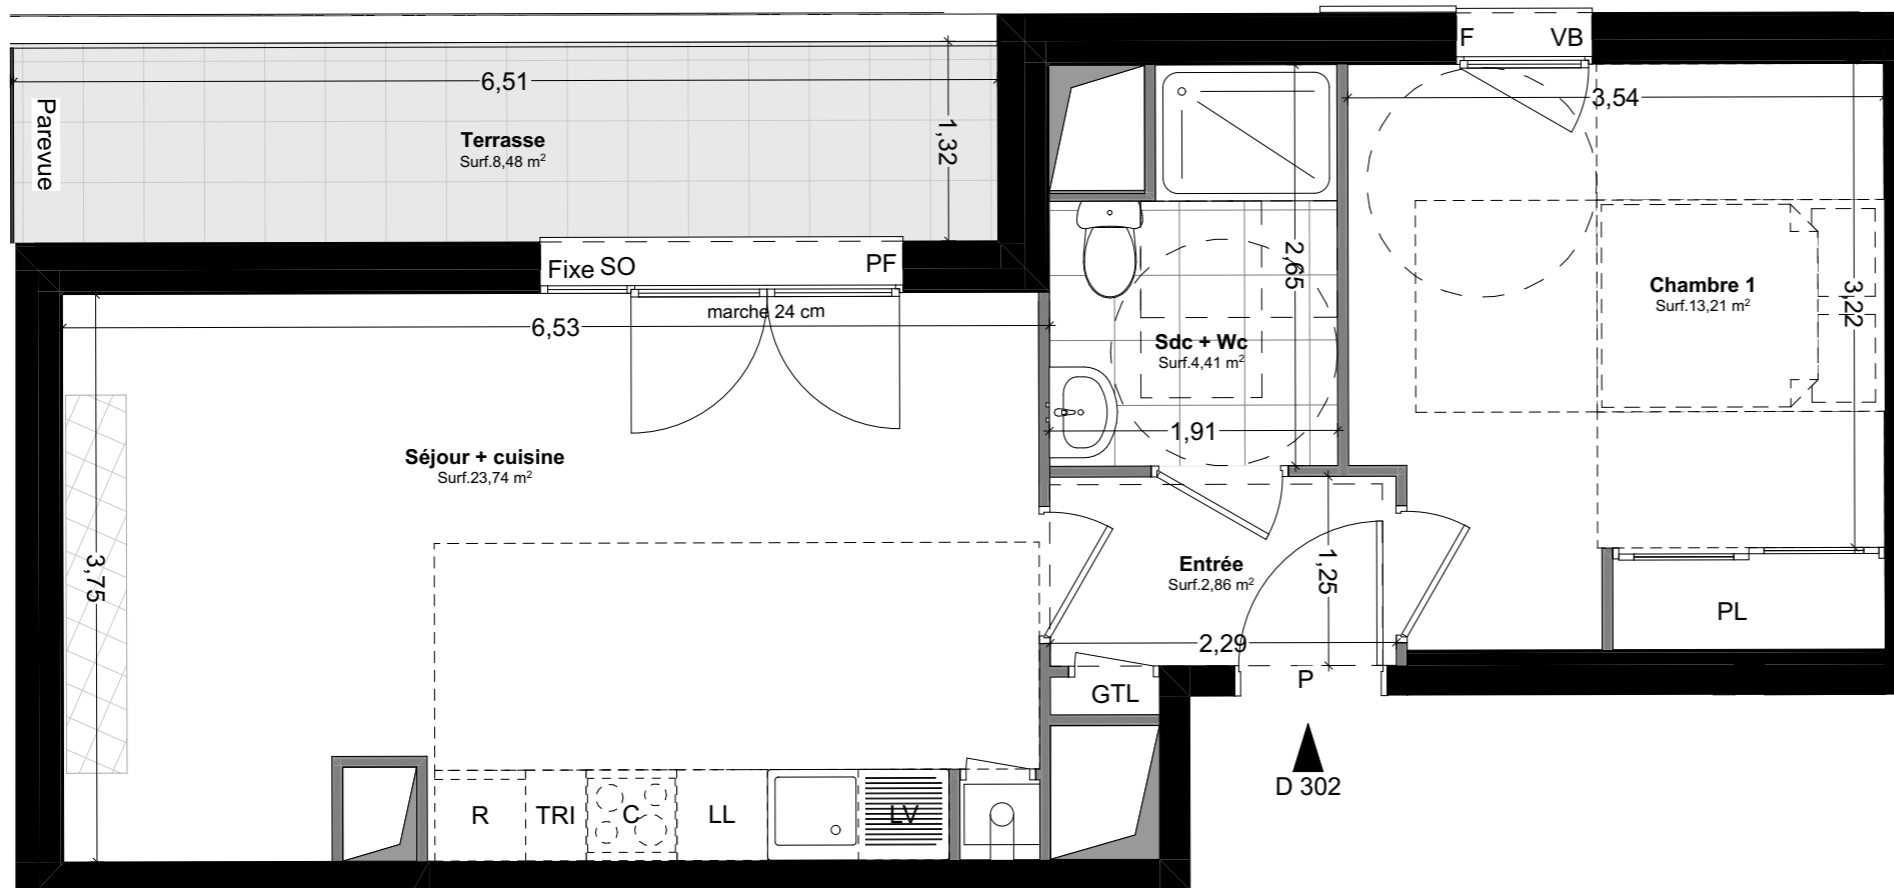 F VB
6,51
3,54
Parevue
Terrasse
Surf.8,48 m²
1,32
2,65
Fixe SO PF
marche 24 cm
6,53
Chambre 1
Surf.13,21 m²
3,22
Sdc + Wc
Surf.4,41 m²
1,91
Séjour + cuisine
Surf.23,74 m²
3,75
Entrée
Surf.2,86 m²
1,25
2,29
PL
GTL
P
D 302
R TRI C LL LV